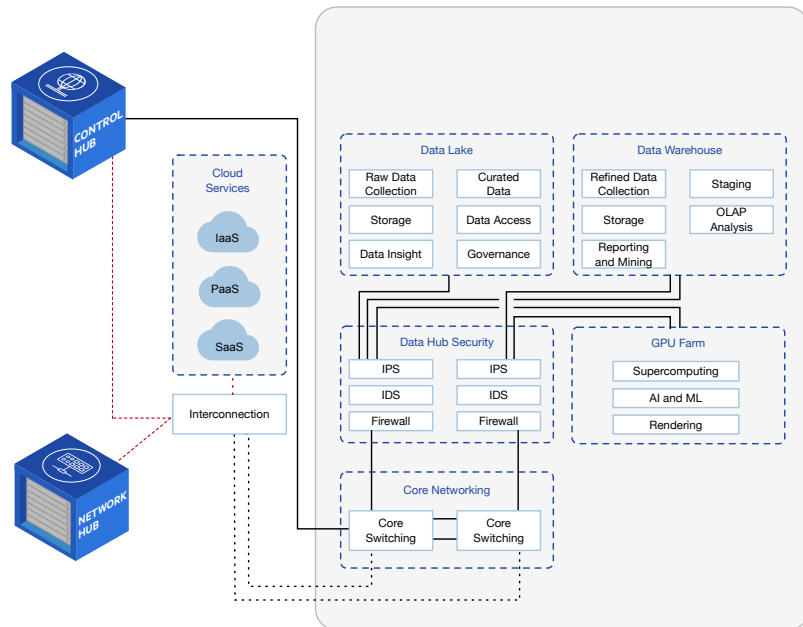 CONTROL
HUB
Cloud
Services
IaaS
PaaS
SaaS
Interconnection
NETWORK
HUB
Data Lake
Raw Data
Collection
Curated
Data
Storage
Data Access
Data Insight
Governance
Data Warehouse
Refined Data
Collection
Staging
Storage
OLAP
Analysis
Reporting
and Mining
Data Hub Security
IPS
IPS
IDS
IDS
Firewall
Firewall
GPU Farm
Supercomputing
AI and ML
Rendering
Core Networking
Core
Switching
Core
Switching